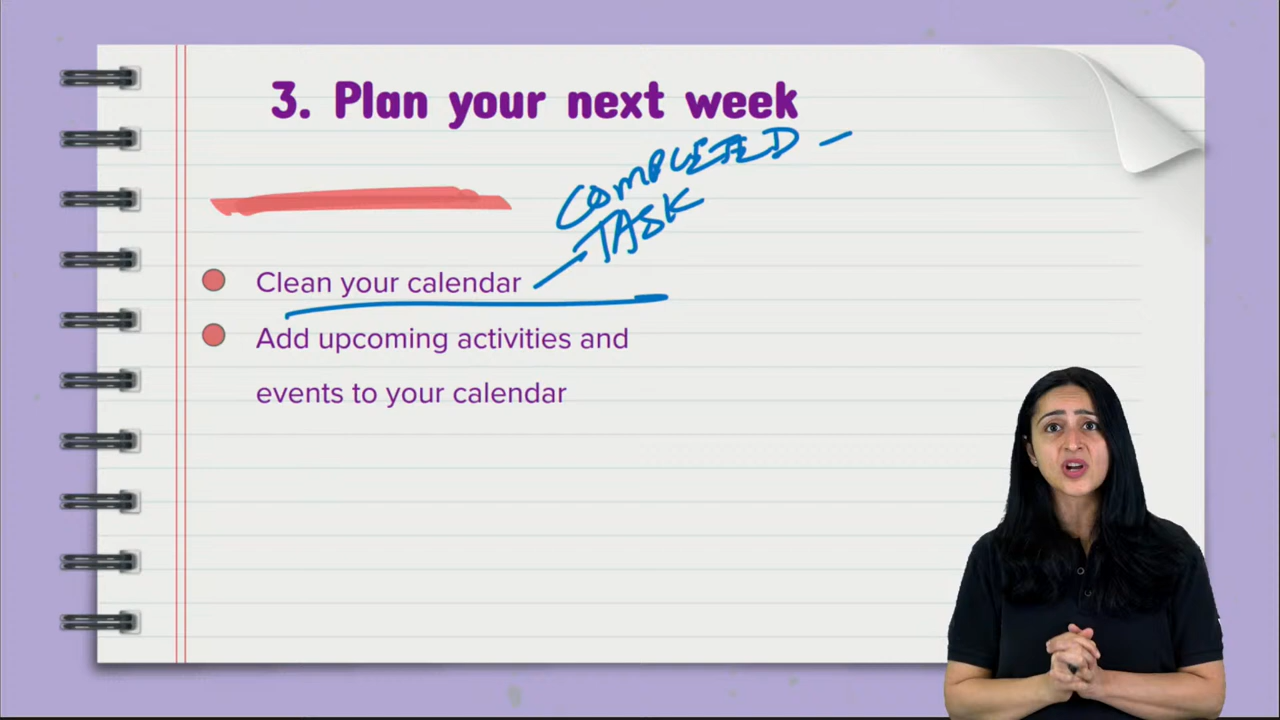 3. Plan your next week
COMPLETED -
TASK
Clean your calendar
Add upcoming activities and
events to your calendar